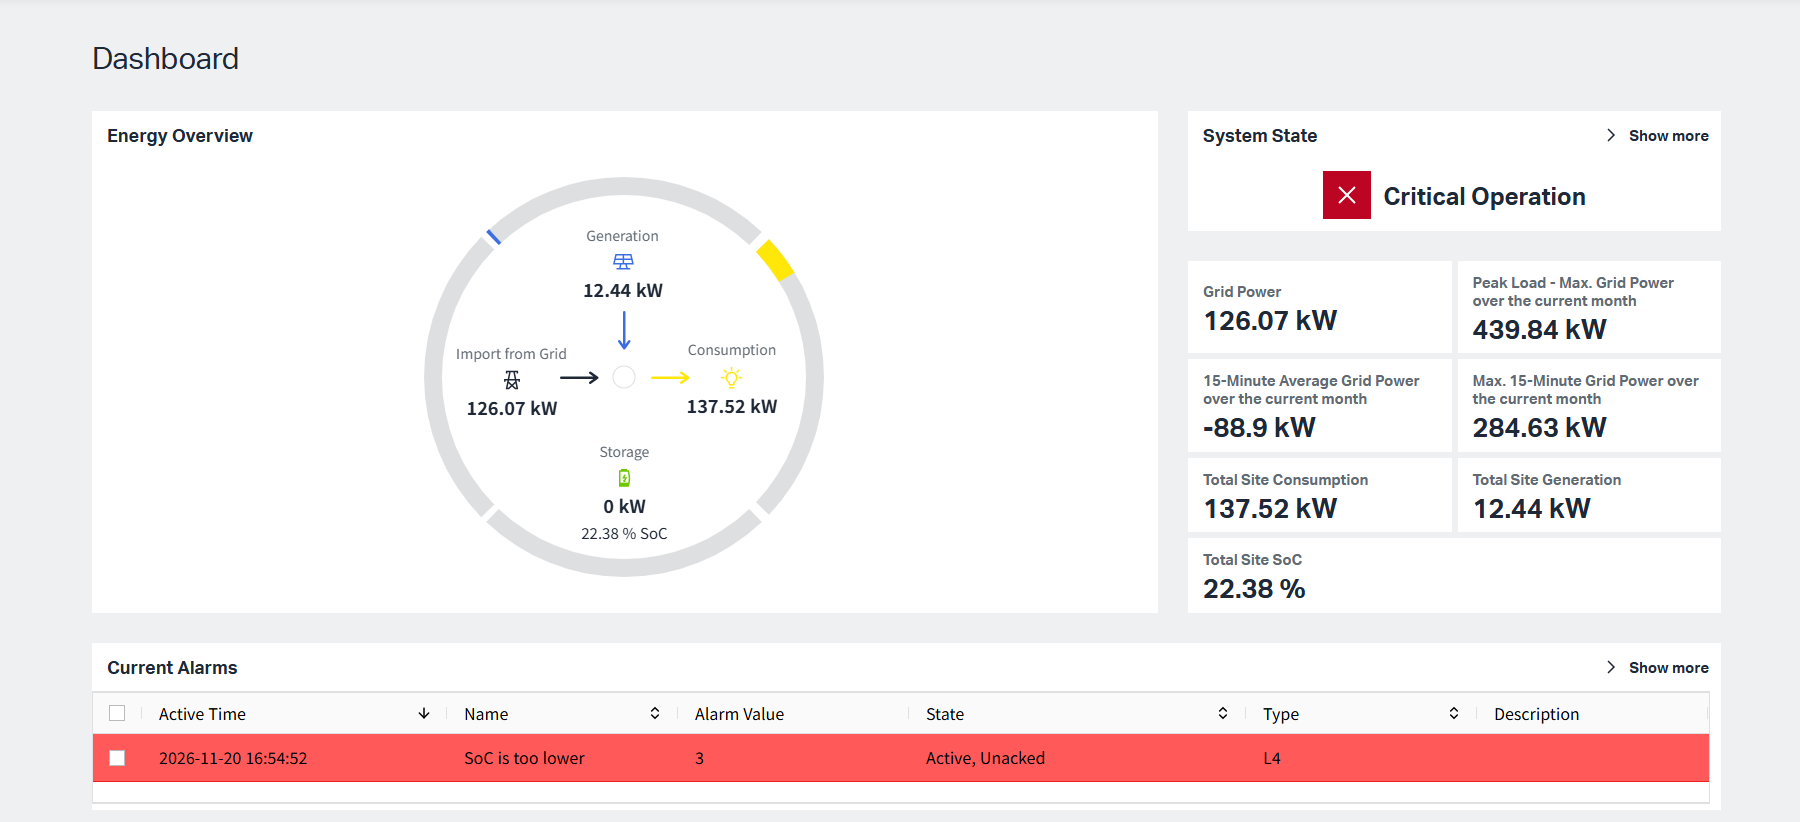 Dashboard
Energy Overview
Generation
12.44 kW
Import from Grid
126.07 kW
Consumption
137.52 kW
Storage
0 kW
22.38 % SoC
System State
Show more
Critical Operation
Grid Power
126.07 kW
Peak Load - Max. Grid Power
over the current month
439.84 kW
15-Minute Average Grid Power
over the current month
-88.9 kW
Max. 15-Minute Grid Power over
the current month
284.63 kW
Total Site Consumption
137.52 kW
Total Site Generation
12.44 kW
Total Site SoC
22.38 %
Current Alarms
Show more
Active Time Name Alarm Value State Type Description
2026-11-20 16:54:52 SoC is too lower 3 Active, Unacked L4